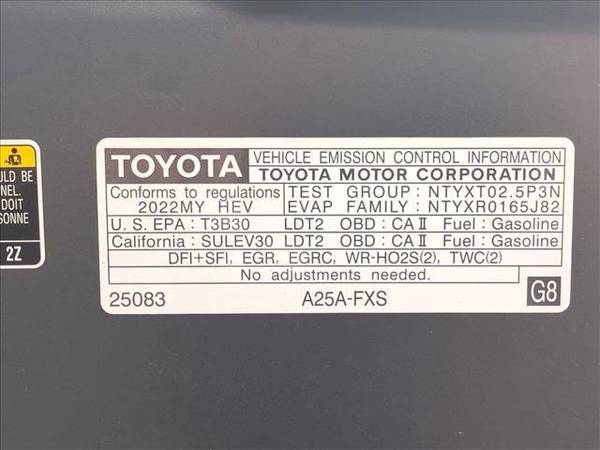 ULD BE
NEL.
DOIT
SONNE
2Z
TOYOTA
VEHICLE EMISSION CONTROL INFORMATION
TOYOTA MOTOR CORPORATION
Conforms to regulations
2022MY HEV
TEST GROUP: NTYXT02.5P3N
EVAP FAMILY: NTYXR0165J82
U. S. EPA : T3B30 LDT2 OBD: CA II Fuel: Gasoline
California : SULEV30 LDT2 OBD: CA II Fuel: Gasoline
DFI+SFI, EGR, EGRC, WR-HO2S(2), TWC(2)
No adjustments needed.
25083 A25A-FXS G8